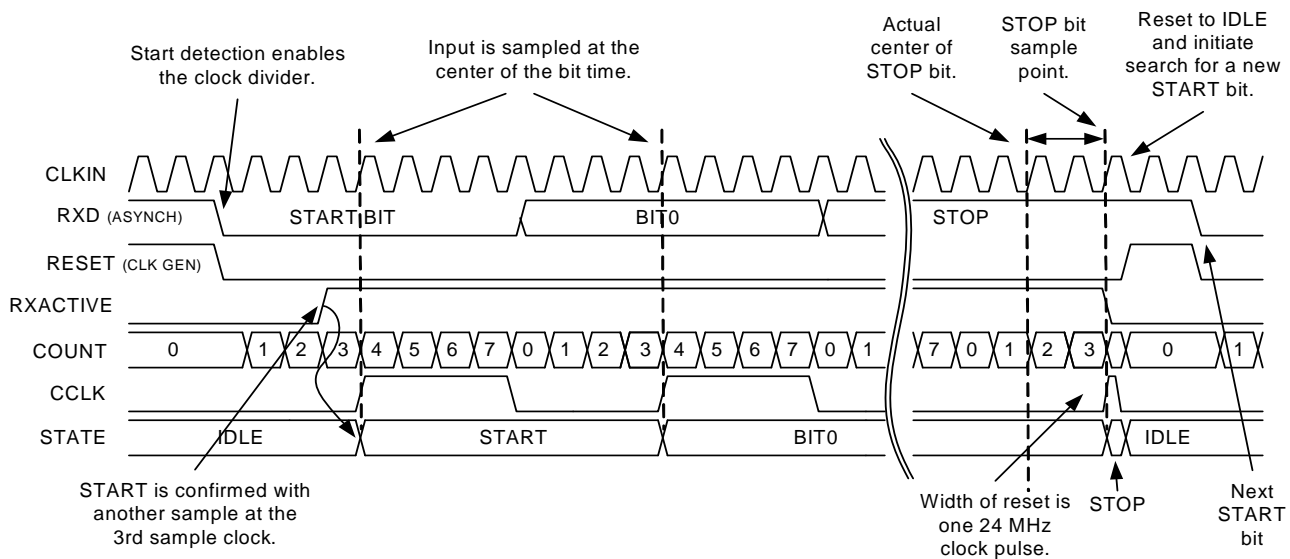 Start detection enables
the clock divider.
Input is sampled at the
center of the bit time.
Actual
center of
STOP bit.
STOP bit
sample
point.
Reset to IDLE
and initiate
search for a new
START bit.
CLKIN
RXD (ASYNCH) START BIT BIT0 STOP
RESET (CLK GEN)
RXACTIVE
COUNT 0 1 2 3 4 5 6 7 0 1 2 3 4 5 6 7 0 1 7 0 1 2 3 0 1
CCLK
STATE IDLE START BIT0 IDLE
START is confirmed with
another sample at the
3rd sample clock.
Width of reset is
one 24 MHz
clock pulse.
STOP
Next
START
bit